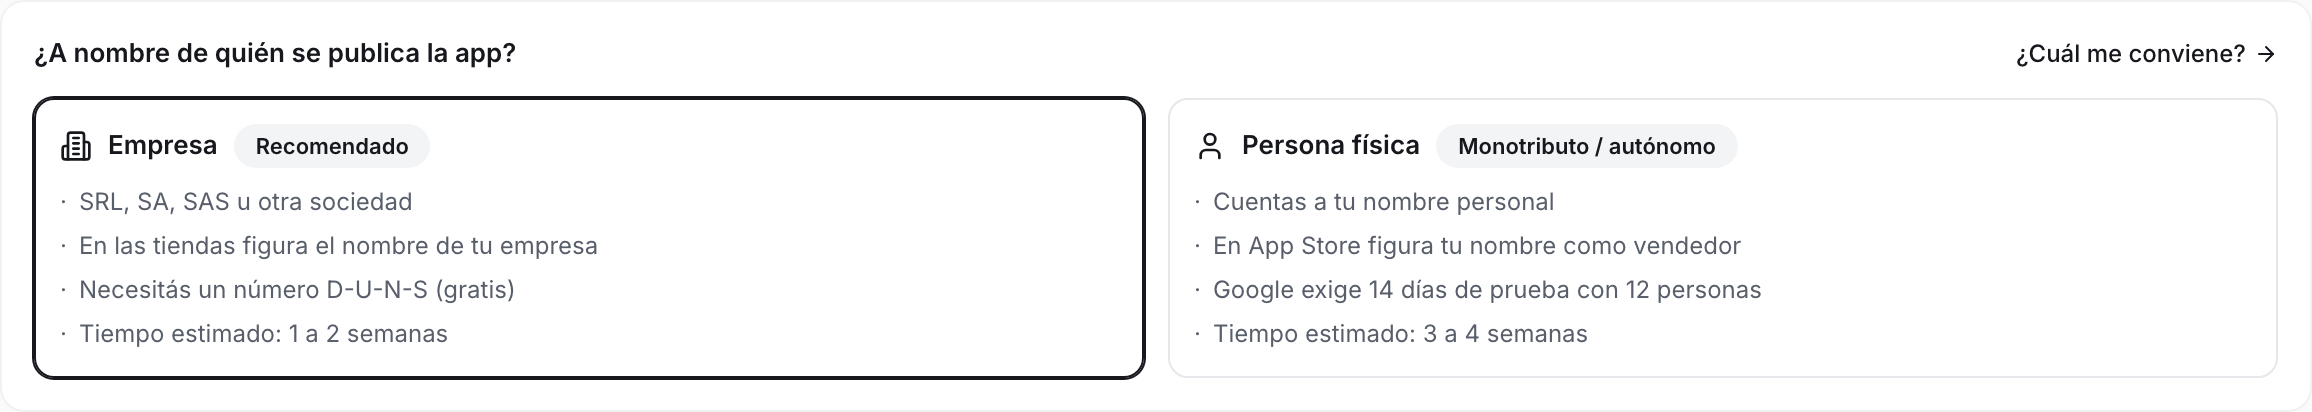 ¿A nombre de quién se publica la app?
¿Cuál me conviene? →
Empresa
Recomendado
· SRL, SA, SAS u otra sociedad
· En las tiendas figura el nombre de tu empresa
· Necesitás un número D-U-N-S (gratis)
· Tiempo estimado: 1 a 2 semanas
Persona física
Monotributo / autónomo
· Cuentas a tu nombre personal
· En App Store figura tu nombre como vendedor
· Google exige 14 días de prueba con 12 personas
· Tiempo estimado: 3 a 4 semanas